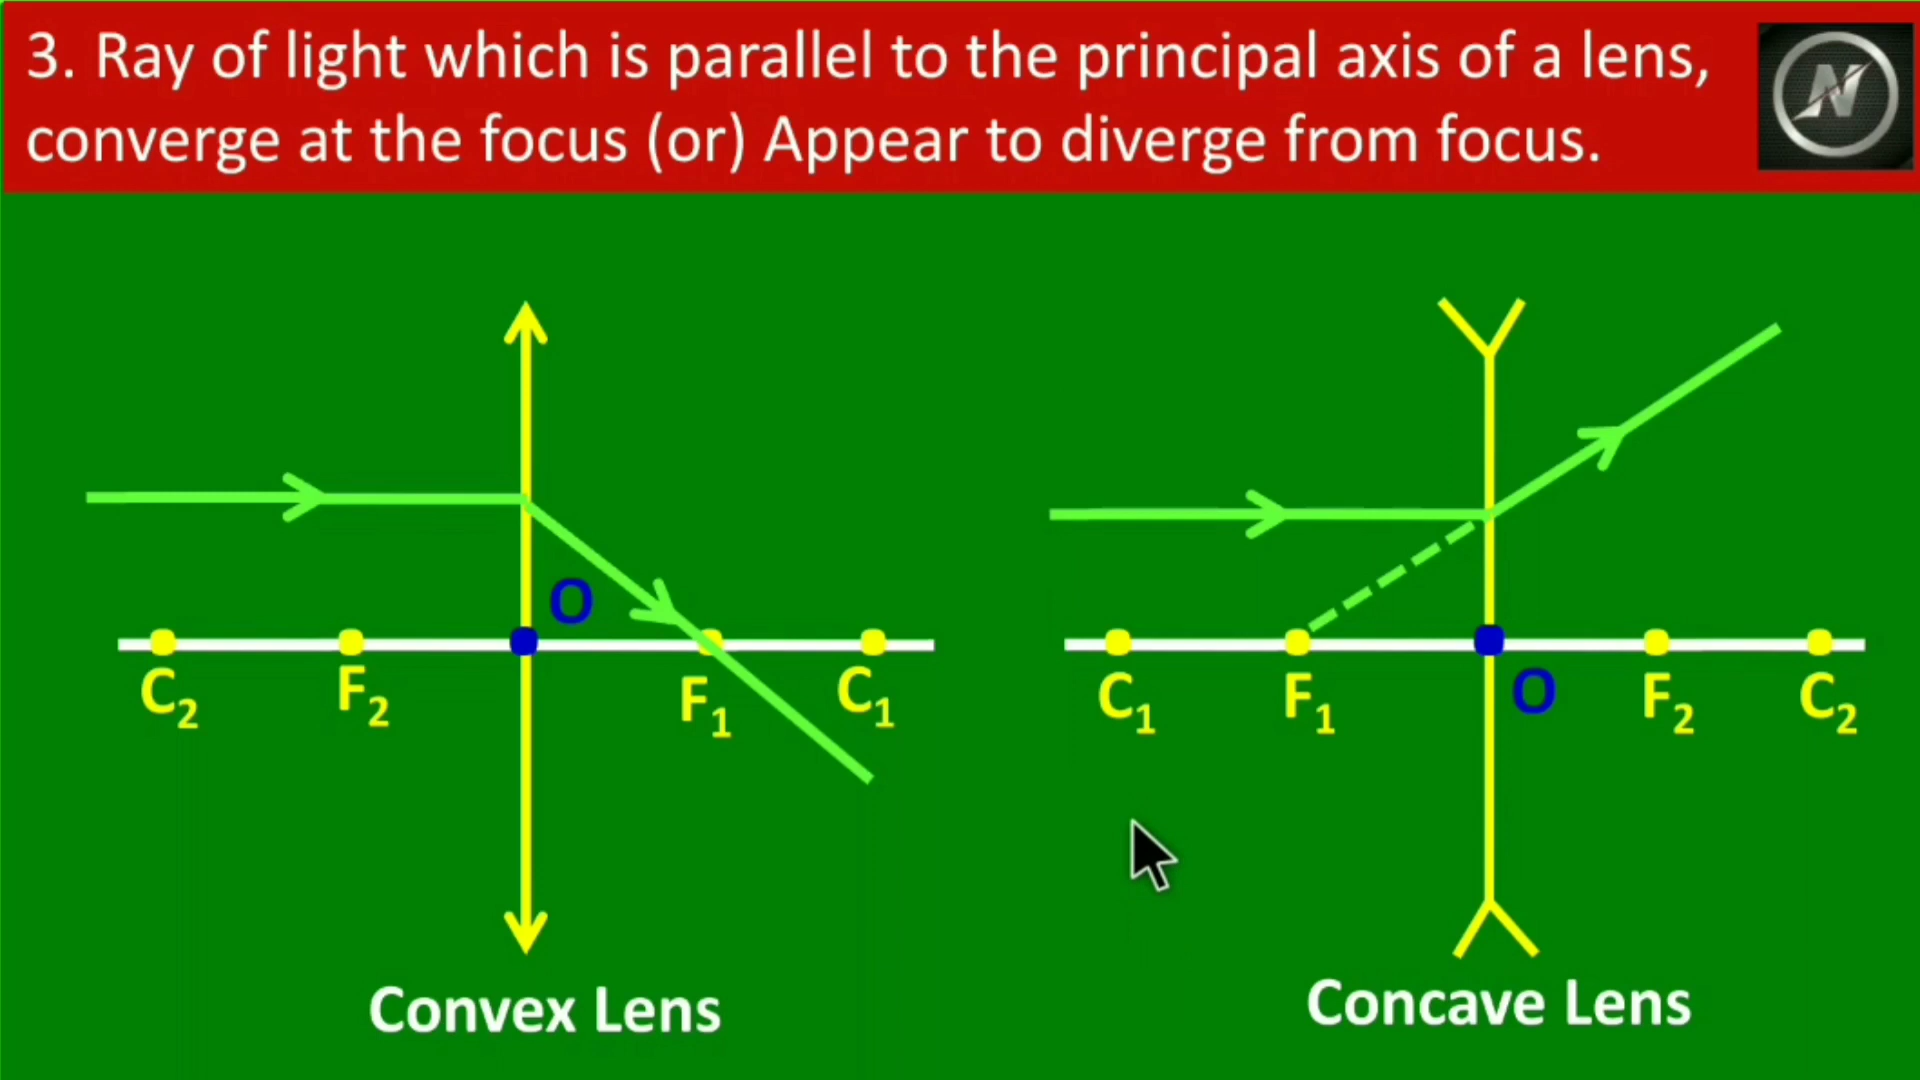 3. Ray of light which is parallel to the principal axis of a lens,
converge at the focus (or) Appear to diverge from focus.
N
O
C₂ F₂ F₁ C₁
C₁ F₁ O F₂ C₂
Convex Lens
Concave Lens